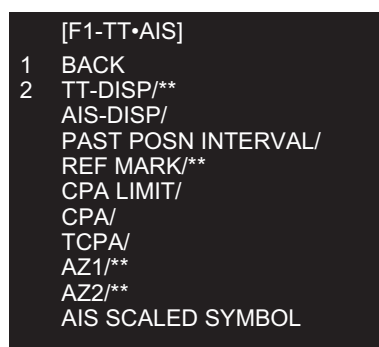 [F1-TT•AIS]
1 BACK
2 TT-DISP/**
AIS-DISP/
PAST POSN INTERVAL/
REF MARK/**
CPA LIMIT/
CPA/
TCPA/
AZ1/**
AZ2/**
AIS SCALED SYMBOL